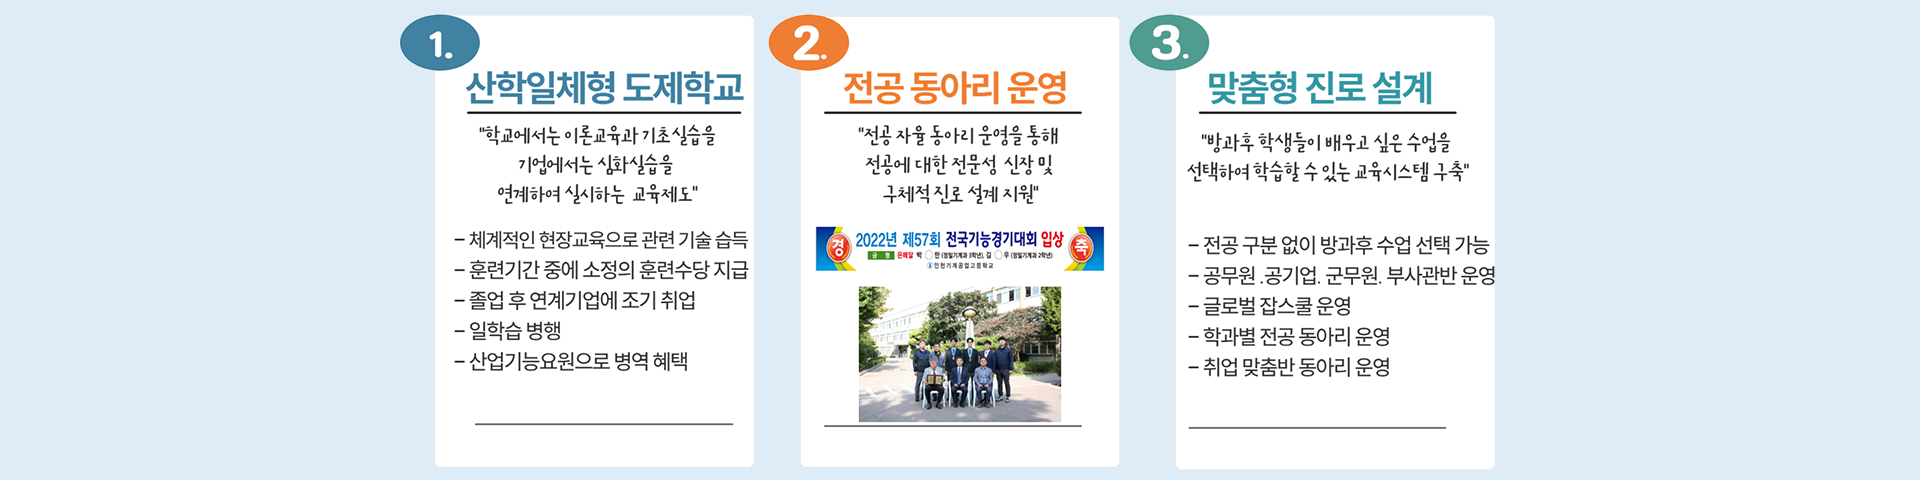 1.
산학일체형 도제학교
"학교에서는 이론교육과 기초실습을
기업에서는 심화실습을
연계하여 실시하는 교육제도"
- 체계적인 현장교육으로 관련 기술 습득
- 훈련기간 중에 소정의 훈련수당 지급
- 졸업 후 연계기업에 조기 취업
- 일학습 병행
- 산업기능요원으로 병역 혜택
2.
전공 동아리 운영
"전공 자율 동아리 운영을 통해
전공에 대한 전문성 신장 및
구체적 진로 설계 지원"
경 축
2022년 제57회 전국기능경기대회 입상
금 형 은메달 박 만 (정밀기계과 3학년), 김 우 (정밀기계과 2학년)
인천기계공업고등학교
3.
맞춤형 진로 설계
"방과후 학생들이 배우고 싶은 수업을
선택하여 학습할 수 있는 교육시스템 구축"
- 전공 구분 없이 방과후 수업 선택 가능
- 공무원 .공기업. 군무원. 부사관반 운영
- 글로벌 잡스쿨 운영
- 학과별 전공 동아리 운영
- 취업 맞춤반 동아리 운영